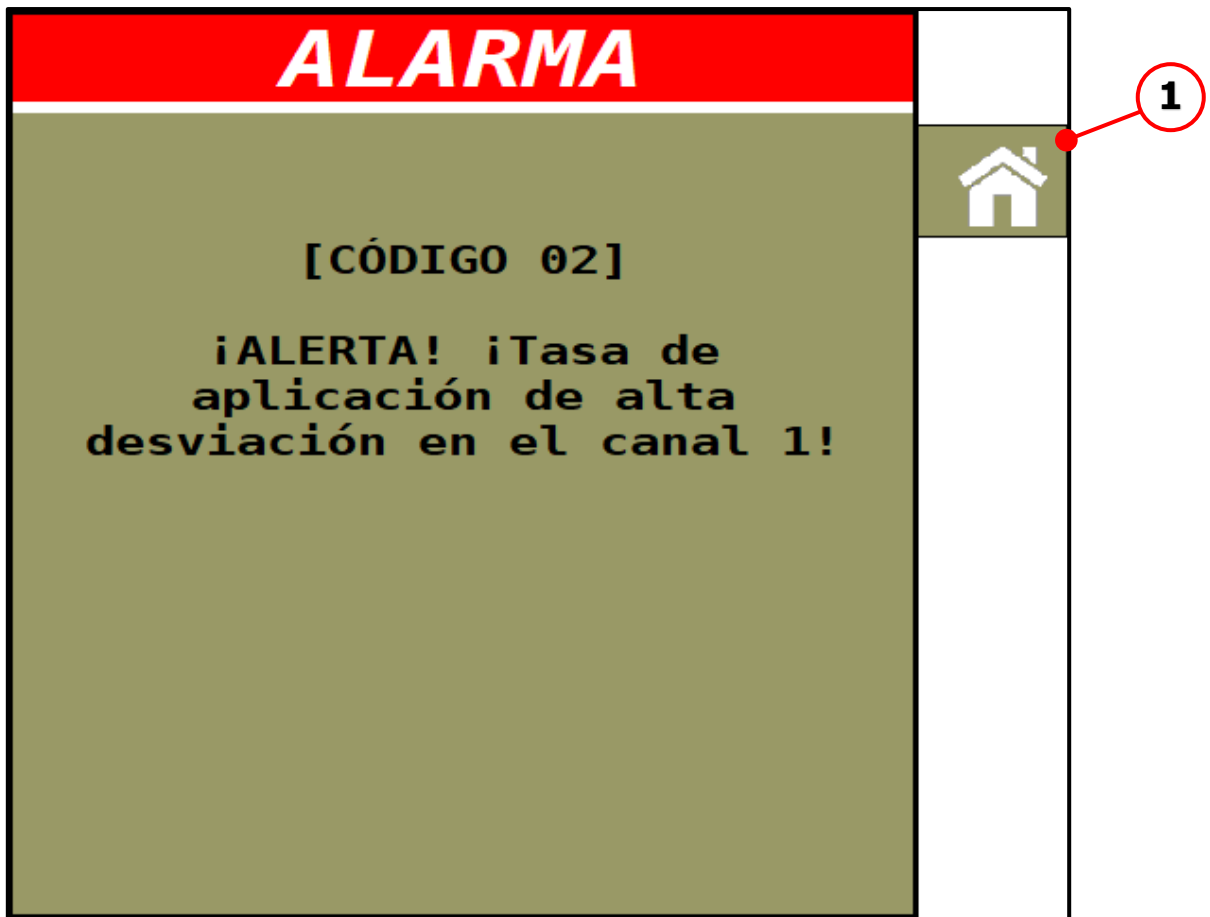 ALARMA
1
[CÓDIGO 02]
¡ALERTA! ¡Tasa de
aplicación de alta
desviación en el canal 1!